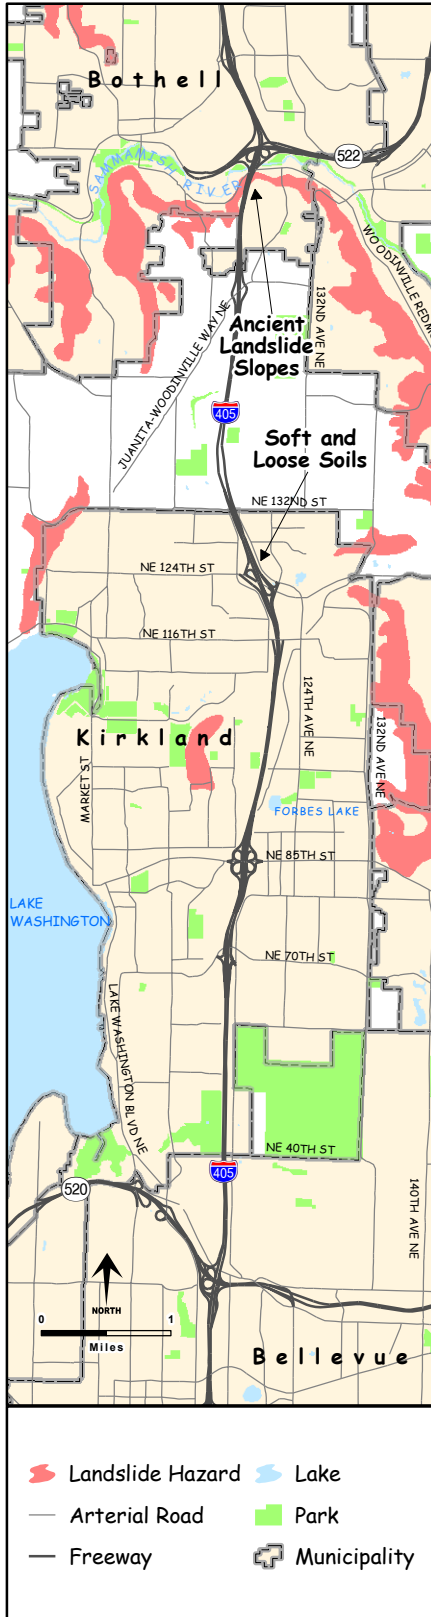 Bothell
522
SAMMAMISH RIVER
WOODINVILLE REDM
132ND AVE NE
JUANITA-WOODINVILLE WAY NE
Ancient
Landslide
Slopes
405
Soft and
Loose Soils
NE 132ND ST
NE 124TH ST
NE 116TH ST
124TH AVE NE
132ND AVE NE
Kirkland
MARKET ST
FORBES LAKE
NE 85TH ST
LAKE
WASHINGTON
NE 70TH ST
LAKE WASHINGTON BLVD NE
NE 40TH ST
405
520
140TH AVE NE
NORTH
0 1
Miles
Bellevue
Landslide Hazard
Lake
Arterial Road
Park
Freeway
Municipality